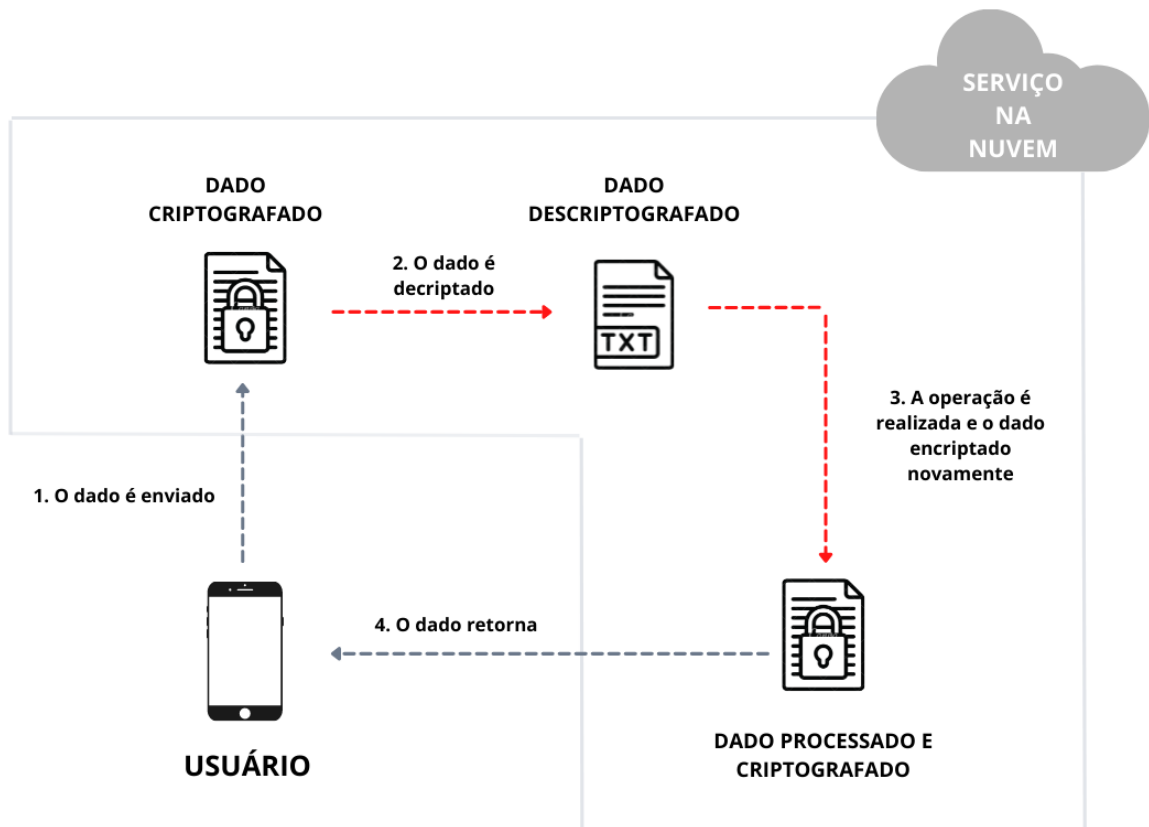 SERVIÇO
NA
NUVEM
DADO
CRIPTOGRAFADO
DADO
DESCRIPTOGRAFADO
2. O dado é
decriptado
TXT
3. A operação é
realizada e o dado
encriptado
novamente
1. O dado é enviado
4. O dado retorna
USUÁRIO
DADO PROCESSADO E
CRIPTOGRAFADO